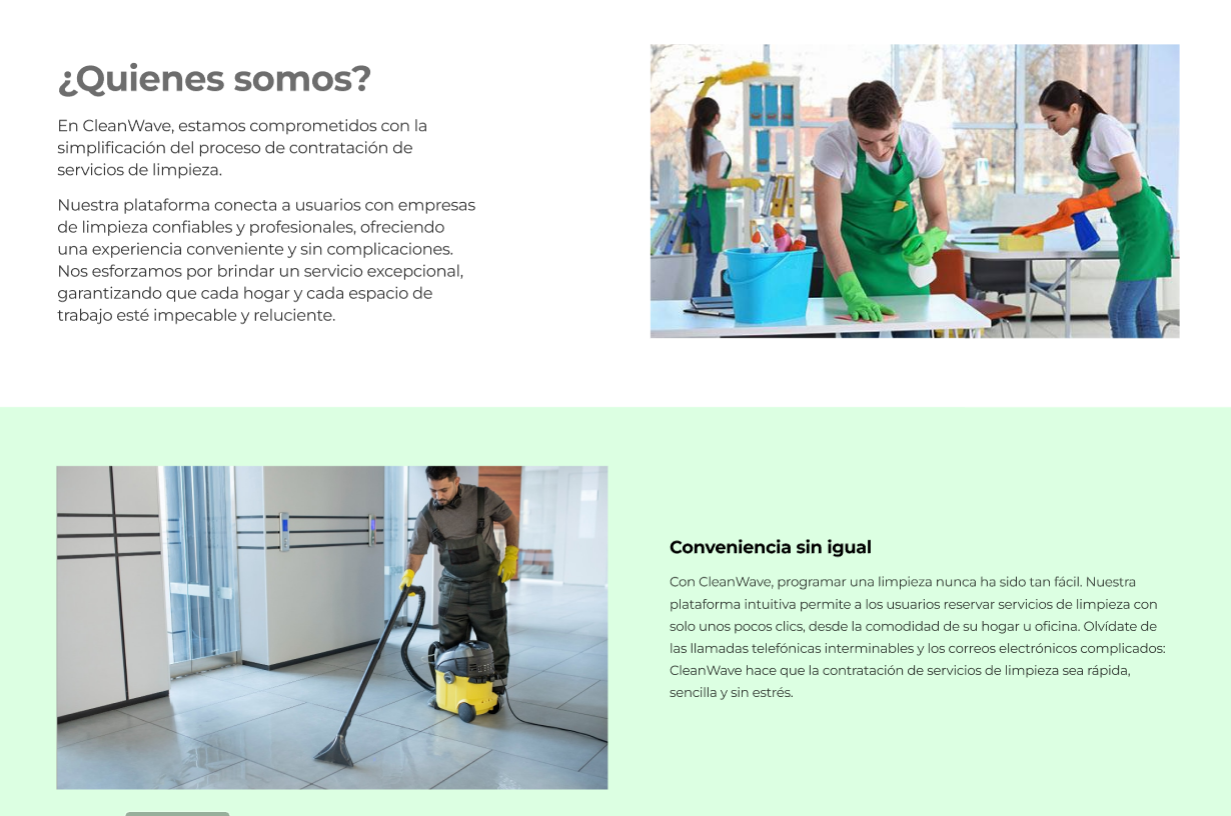 ¿Quienes somos?
En CleanWave, estamos comprometidos con la
simplificación del proceso de contratación de
servicios de limpieza.
Nuestra plataforma conecta a usuarios con empresas
de limpieza confiables y profesionales, ofreciendo
una experiencia conveniente y sin complicaciones.
Nos esforzamos por brindar un servicio excepcional,
garantizando que cada hogar y cada espacio de
trabajo esté impecable y reluciente.
Conveniencia sin igual
Con CleanWave, programar una limpieza nunca ha sido tan fácil. Nuestra
plataforma intuitiva permite a los usuarios reservar servicios de limpieza con
solo unos pocos clics, desde la comodidad de su hogar u oficina. Olvídate de
las llamadas telefónicas interminables y los correos electrónicos complicados:
CleanWave hace que la contratación de servicios de limpieza sea rápida,
sencilla y sin estrés.